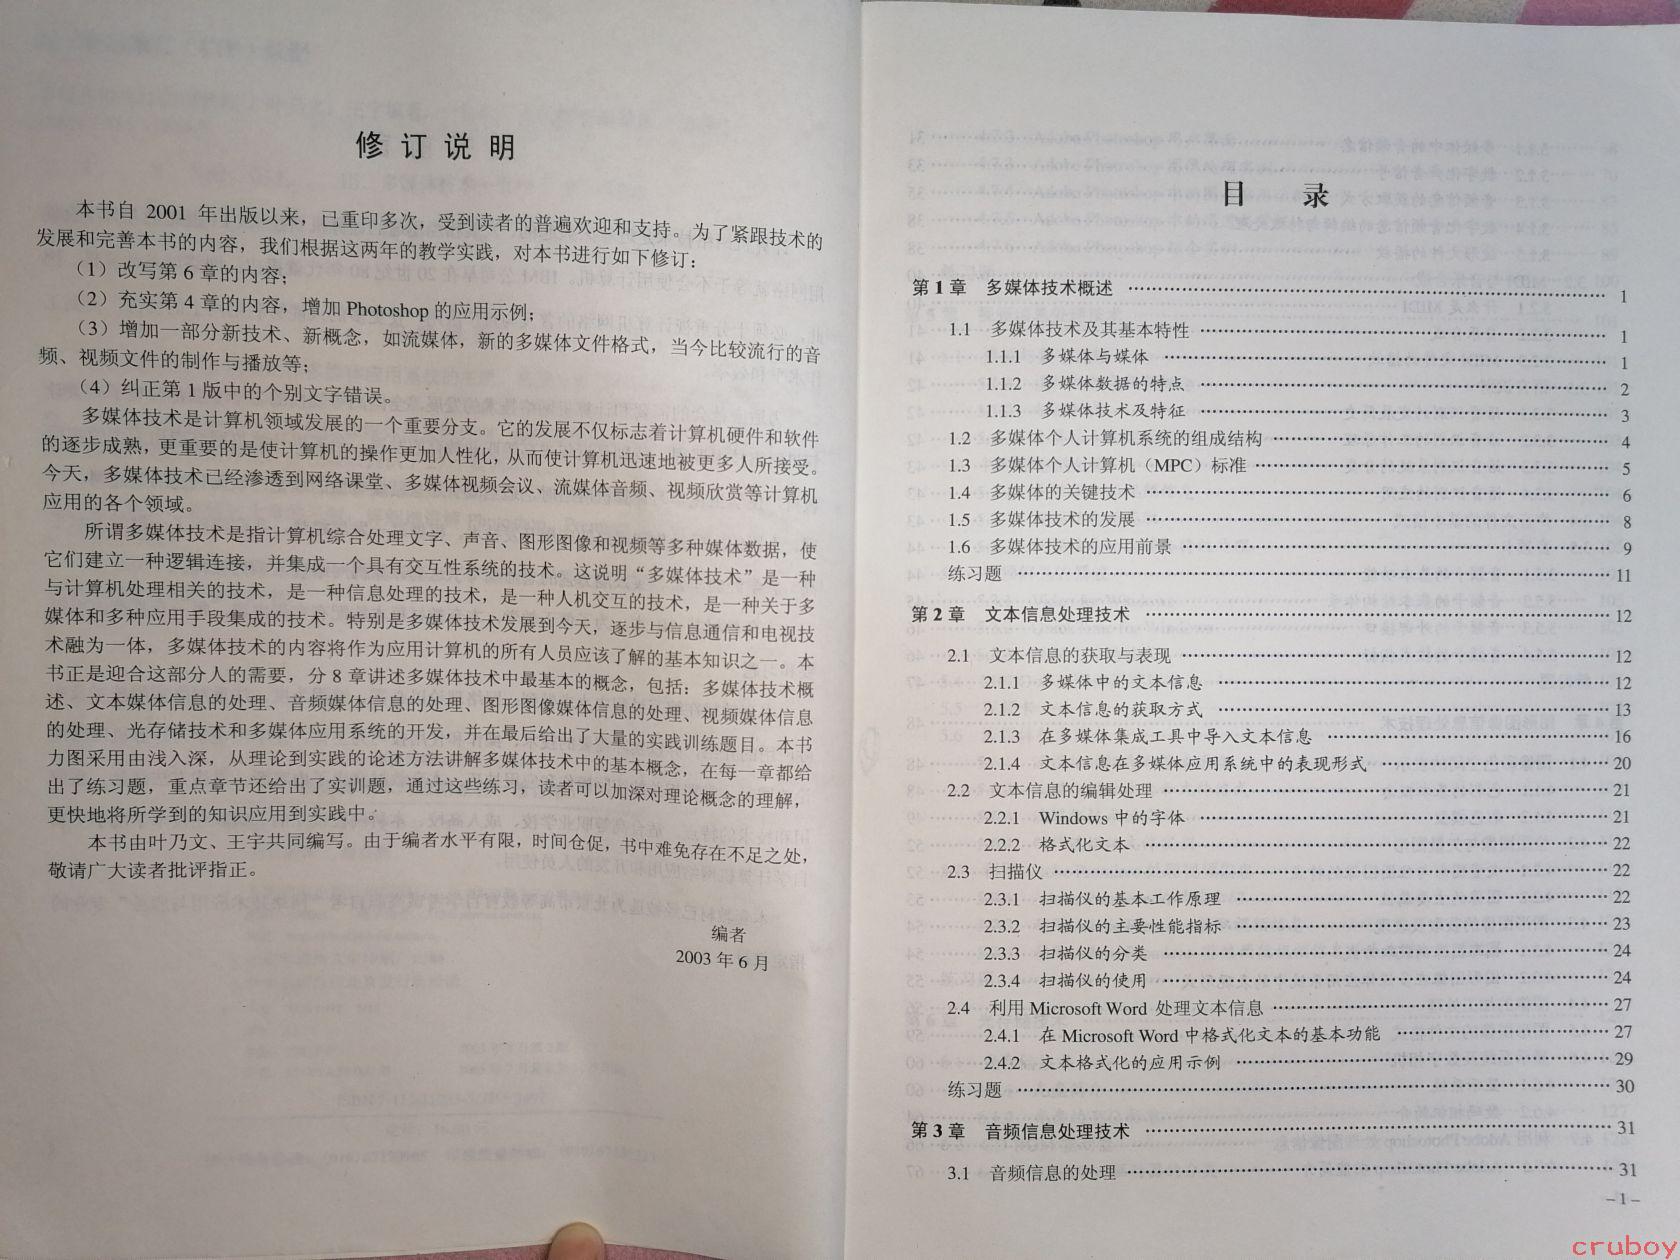 修订说明
本书自 2001 年出版以来，已重印多次，受到读者的普遍欢迎和支持。为了紧跟技术的
发展和完善本书的内容，我们根据这两年的教学实践，对本书进行如下修订：
（1）改写第 6 章的内容；
（2）充实第 4 章的内容，增加 Photoshop 的应用示例；
（3）增加一部分新技术、新概念，如流媒体，新的多媒体文件格式，当今比较流行的音
频、视频文件的制作与播放等；
（4）纠正第 1 版中的个别文字错误。
多媒体技术是计算机领域发展的一个重要分支。它的发展不仅标志着计算机硬件和软件
的逐步成熟，更重要的是使计算机的操作更加人性化，从而使计算机迅速地被更多人所接受。
今天，多媒体技术已经渗透到网络课堂、多媒体视频会议、流媒体音频、视频欣赏等计算机
应用的各个领域。
所谓多媒体技术是指计算机综合处理文字、声音、图形图像和视频等多种媒体数据，使
它们建立一种逻辑连接，并集成一个具有交互性系统的技术。这说明“多媒体技术”是一种
与计算机处理相关的技术，是一种信息处理的技术，是一种人机交互的技术，是一种关于多
媒体和多种应用手段集成的技术。特别是多媒体技术发展到今天，逐步与信息通信和电视技
术融为一体，多媒体技术的内容将作为应用计算机的所有人员应该了解的基本知识之一。本
书正是迎合这部分人的需要，分 8 章讲述多媒体技术中最基本的概念，包括：多媒体技术概
述、文本媒体信息的处理、音频媒体信息的处理、图形图像媒体信息的处理、视频媒体信息
的处理、光存储技术和多媒体应用系统的开发，并在最后给出了大量的实践训练题目。本书
力图采用由浅入深，从理论到实践的论述方法讲解多媒体技术中的基本概念，在每一章都给
出了练习题，重点章节还给出了实训题，通过这些练习，读者可以加深对理论概念的理解，
更快地将所学到的知识应用到实践中。
本书由叶乃文、王宇共同编写。由于编者水平有限，时间仓促，书中难免存在不足之处，
敬请广大读者批评指正。
编者
2003 年 6 月
目 录
第 1 章 多媒体技术概述 …… 1
1.1 多媒体技术及其基本特性 …… 1
1.1.1 多媒体与媒体 …… 1
1.1.2 多媒体数据的特点 …… 2
1.1.3 多媒体技术及特征 …… 3
1.2 多媒体个人计算机系统的组成结构 …… 4
1.3 多媒体个人计算机（MPC）标准 …… 5
1.4 多媒体的关键技术 …… 6
1.5 多媒体技术的发展 …… 8
1.6 多媒体技术的应用前景 …… 9
练习题 …… 11
第 2 章 文本信息处理技术 …… 12
2.1 文本信息的获取与表现 …… 12
2.1.1 多媒体中的文本信息 …… 12
2.1.2 文本信息的获取方式 …… 13
2.1.3 在多媒体集成工具中导入文本信息 …… 16
2.1.4 文本信息在多媒体应用系统中的表现形式 …… 20
2.2 文本信息的编辑处理 …… 21
2.2.1 Windows 中的字体 …… 21
2.2.2 格式化文本 …… 22
2.3 扫描仪 …… 22
2.3.1 扫描仪的基本工作原理 …… 22
2.3.2 扫描仪的主要性能指标 …… 23
2.3.3 扫描仪的分类 …… 24
2.3.4 扫描仪的使用 …… 24
2.4 利用 Microsoft Word 处理文本信息 …… 27
2.4.1 在 Microsoft Word 中格式化文本的基本功能 …… 27
2.4.2 文本格式化的应用示例 …… 29
练习题 …… 30
第 3 章 音频信息处理技术 …… 31
3.1 音频信息的处理 …… 31
–1–
cruboy